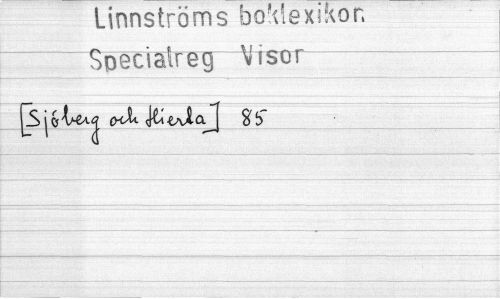 Linnströms boklexikon
Specialreg Visor
[Sjöberg och Hierta] 85